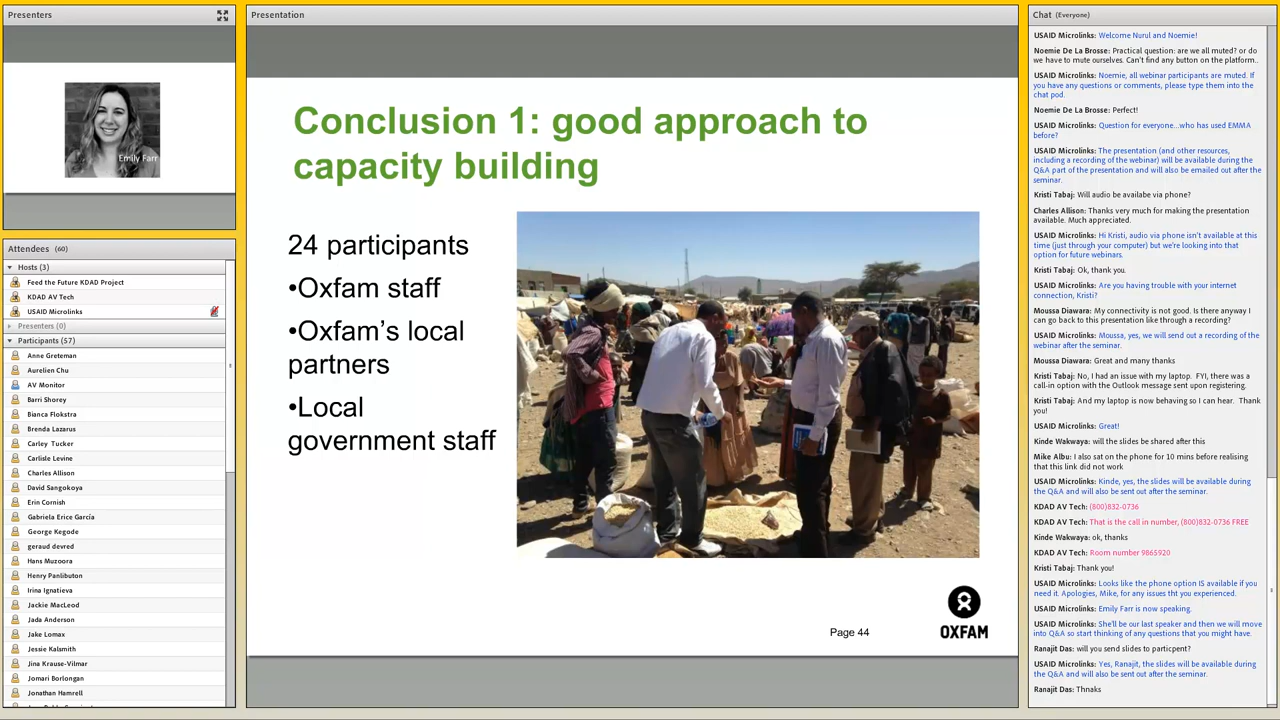 Presenters
Emily Farr
Attendees (60)
Hosts (3)
Feed the Future KDAD Project
KDAD AV Tech
USAID Microlinks
Presenters (0)
Participants (57)
Anne Greteman
Aurelien Chu
AV Monitor
Barri Shorey
Bianca Flokstra
Brenda Lazarus
Carley Tucker
Carlisle Levine
Charles Allison
David Sangokoya
Erin Cornish
Gabriela Erice García
George Kegode
geraud devred
Hans Muzoora
Henry Panlibuton
Irina Ignatieva
Jackie MacLeod
Jada Anderson
Jake Lomax
Jessie Kalsmith
Jina Kruse-Vilmar
Jomari Borlongan
Jonathan Hamrell
Presentation
Conclusion 1: good approach to
capacity building
24 participants
•Oxfam staff
•Oxfam’s local
partners
•Local
government staff
Page 44
OXFAM
Chat (Everyone)
USAID Microlinks: Welcome Nurul and Noemie!
Noemie De La Brosse: Practical question: are we all muted? or do
we have to mute ourselves. Can't find any button on the platform..
USAID Microlinks: Noemie, all webinar participants are muted. If
you have any questions or comments, please type them into the
chat pod.
Noemie De La Brosse: Perfect!
USAID Microlinks: Question for everyone...who has used EMMA
before?
USAID Microlinks: The presentation (and other resources,
including a recording of the webinar) will be available during the
Q&A part of the presentation and will also be emailed out after the
seminar.
Kristi Tabaj: Will audio be availabe via phone?
Charles Allison: Thanks very much for making the presentation
available. Much appreciated.
USAID Microlinks: Hi Kristi, audio via phone isn't available at this
time (just through your computer) but we're looking into that
option for future webinars.
Kristi Tabaj: Ok, thank you.
USAID Microlinks: Are you having trouble with your internet
connection, Kristi?
Moussa Diawara: My connectivity is not good. Is there anyway I
can go back to this presentation like through a recording?
USAID Microlinks: Moussa, yes, we will send out a recording of the
webinar after the seminar.
Moussa Diawara: Great and many thanks
Kristi Tabaj: No, I had an issue with my laptop. FYI, there was a
call-in option with the Outlook message sent upon registering.
Kristi Tabaj: And my laptop is now behaving so I can hear. Thank
you!
USAID Microlinks: Great!
Kinde Wakwaya: will the slides be shared after this
Mike Albu: I also sat on the phone for 10 mins before realising
that this link did not work
USAID Microlinks: Kinde, yes, the slides will be available during
the Q&A and will also be sent out after the seminar.
KDAD AV Tech: (800)832-0736
KDAD AV Tech: That is the call in number, (800)832-0736 FREE
Kinde Wakwaya: ok, thanks
KDAD AV Tech: Room number 9865920
Kristi Tabaj: Thank you!
USAID Microlinks: Looks like the phone option IS available if you
need it. Apologies, Mike, for any issues tht you experienced.
USAID Microlinks: Emily Farr is now speaking.
USAID Microlinks: She'll be our last speaker and then we will move
into Q&A so start thinking of any questions that you might have.
Ranajit Das: will you send slides to particpent?
USAID Microlinks: Yes, Ranajit, the slides will be available during
the Q&A and will also be sent out after the seminar.
Ranajit Das: Thnaks